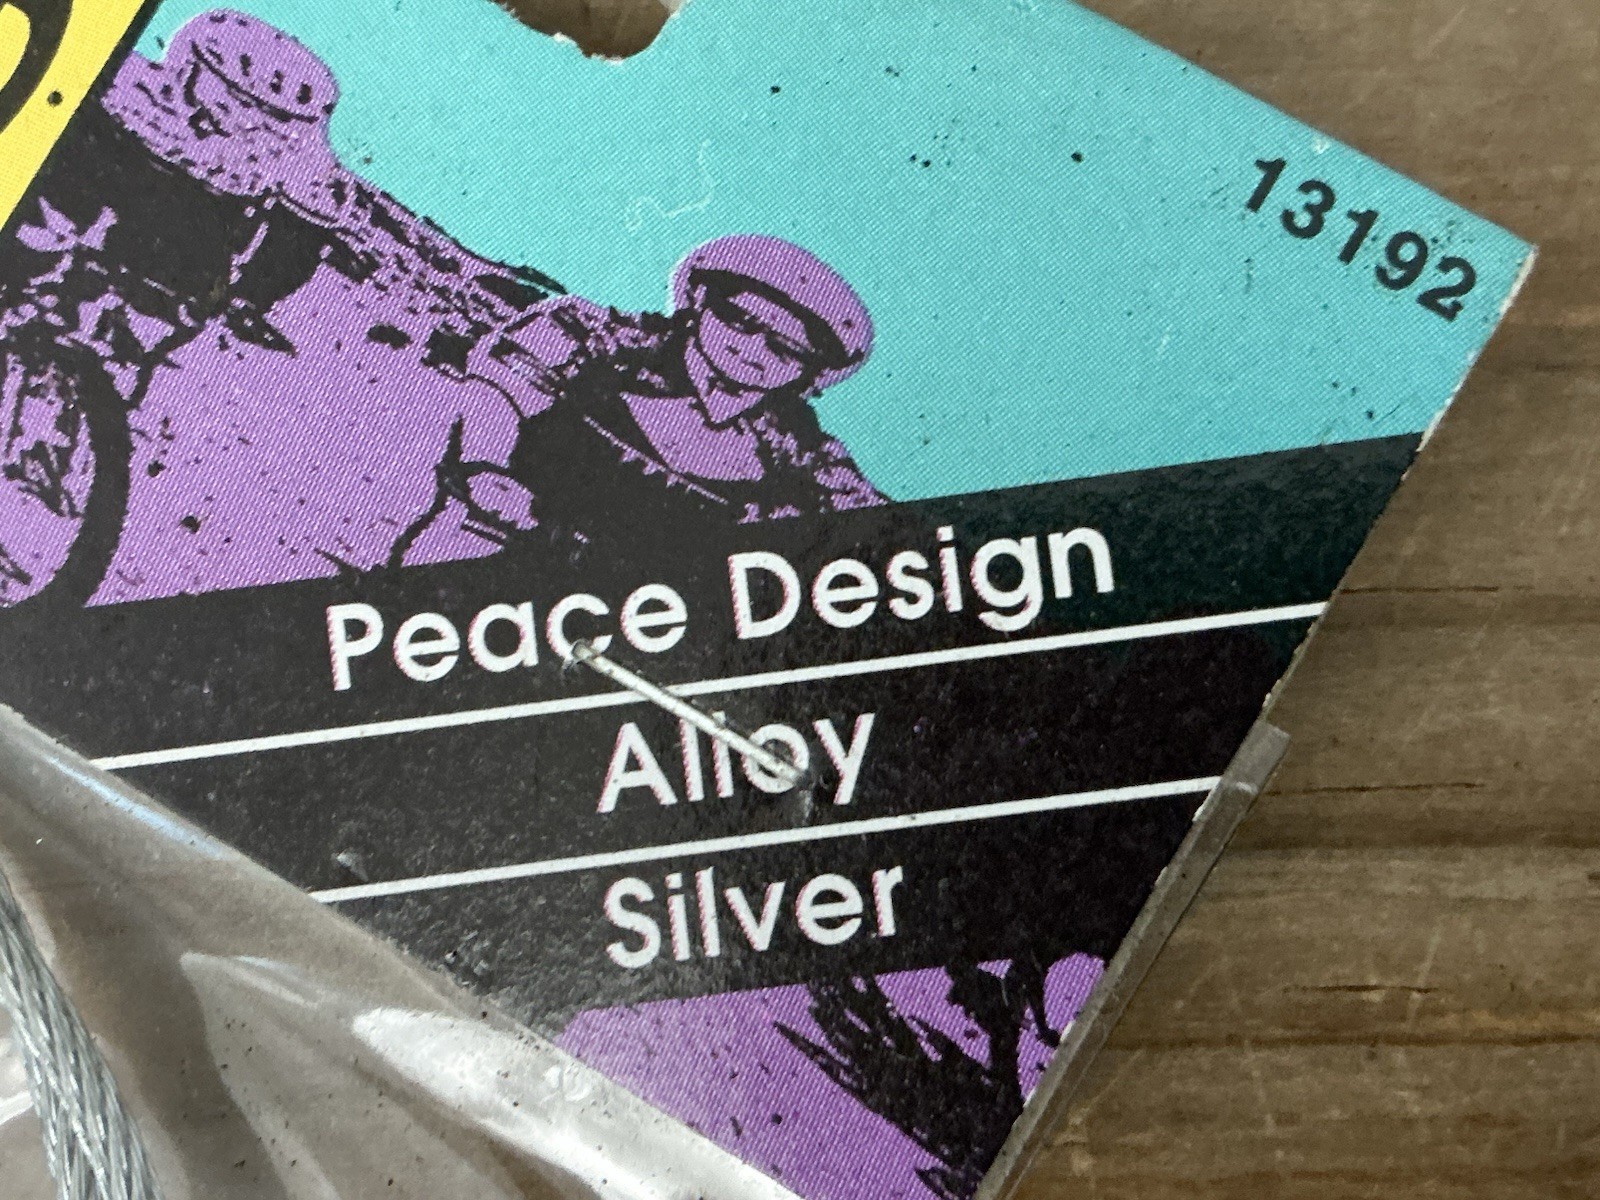 13192
Peace Design
Alloy
Silver